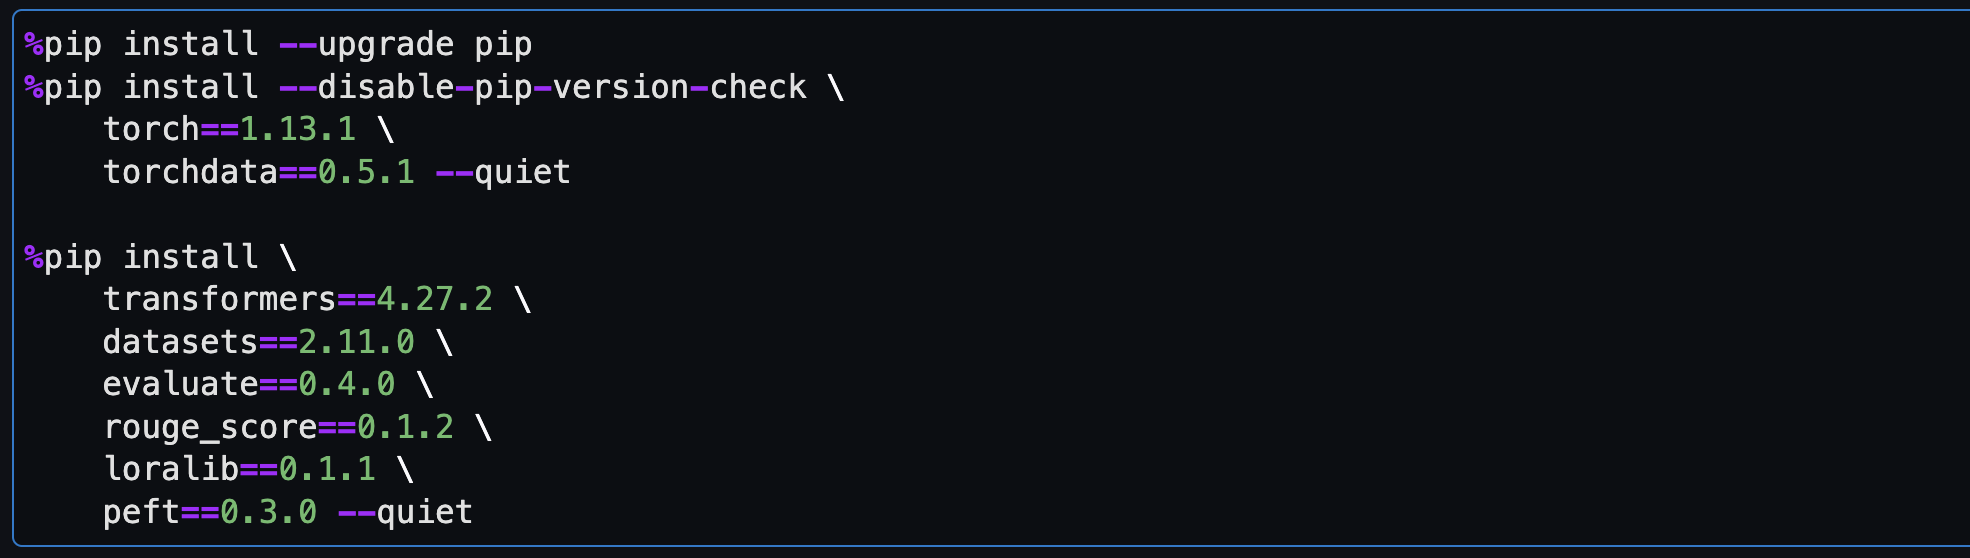 %pip install --upgrade pip
%pip install --disable-pip-version-check \
    torch==1.13.1 \
    torchdata==0.5.1 --quiet

%pip install \
    transformers==4.27.2 \
    datasets==2.11.0 \
    evaluate==0.4.0 \
    rouge_score==0.1.2 \
    loralib==0.1.1 \
    peft==0.3.0 --quiet